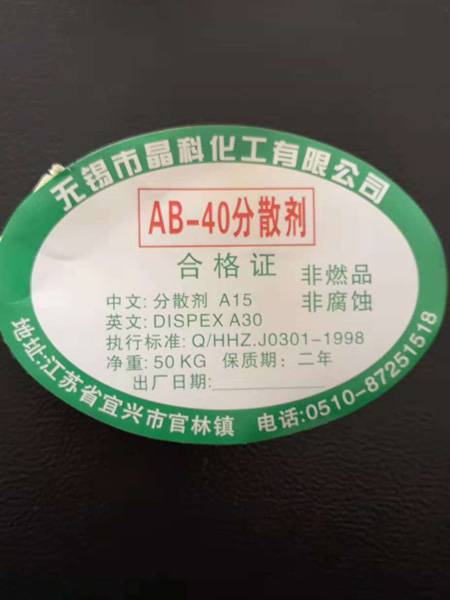 无锡市晶科化工有限公司
AB-40分散剂
合格证
非燃品
非腐蚀
中文: 分散剂 A15
英文: DISPEX A30
执行标准: Q/HHZ.J0301-1998
净重: 50KG 保质期: 二年
出厂日期:
地址:江苏省宜兴市官林镇 电话:0510-87251518